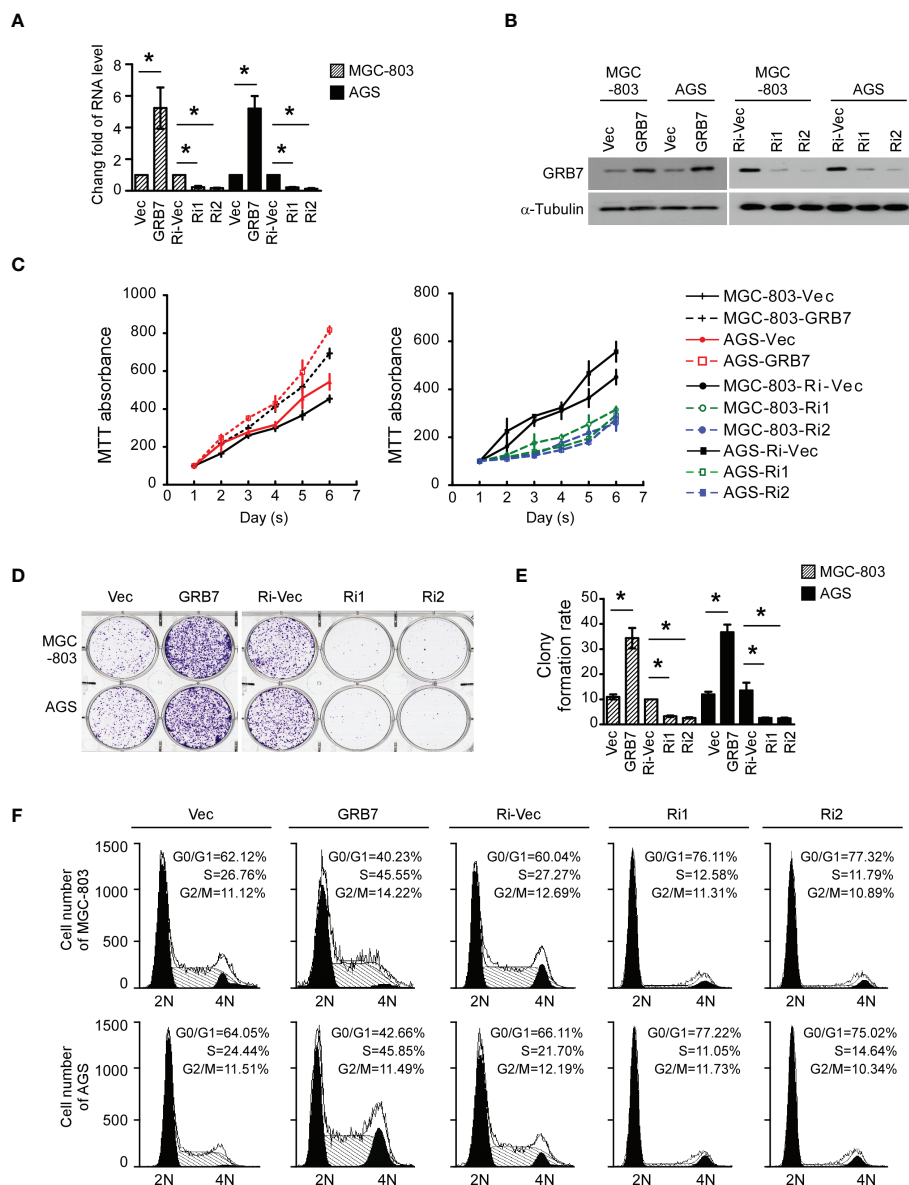 A
Chang fold of RNA level
8
6
4
2
0
*
*
*
*
*
*
*
MGC-803
AGS
Vec
GRB7
Ri-Vec
Ri1
Ri2
Vec
GRB7
Ri-Vec
Ri1
Ri2
B
MGC
-803
AGS
MGC
-803
AGS
Vec
GRB7
Vec
GRB7
Ri-Vec
Ri1
Ri2
Ri-Vec
Ri1
Ri2
GRB7
α-Tubulin
C
MTT absorbance
1000
800
600
400
200
0
0 1 2 3 4 5 6 7
Day (s)
MTT absorbance
800
600
400
200
0
0 1 2 3 4 5 6 7
Day (s)
MGC-803-Vec
MGC-803-GRB7
AGS-Vec
AGS-GRB7
MGC-803-Ri-Vec
MGC-803-Ri1
MGC-803-Ri2
AGS-Ri-Vec
AGS-Ri1
AGS-Ri2
D
Vec GRB7 Ri-Vec Ri1 Ri2
MGC
-803
AGS
E
MGC-803
AGS
Clony
formation rate
50
40
30
20
10
0
*
*
*
*
*
*
Vec
GRB7
Ri-Vec
Ri1
Ri2
Vec
GRB7
Ri-Vec
Ri1
Ri2
F
Vec GRB7 Ri-Vec Ri1 Ri2
Cell number
of MGC-803
1500
1000
500
0
G0/G1=62.12%
S=26.76%
G2/M=11.12%
2N 4N
G0/G1=40.23%
S=45.55%
G2/M=14.22%
2N 4N
G0/G1=60.04%
S=27.27%
G2/M=12.69%
2N 4N
G0/G1=76.11%
S=12.58%
G2/M=11.31%
2N 4N
G0/G1=77.32%
S=11.79%
G2/M=10.89%
2N 4N
Cell number
of AGS
1500
1000
500
0
G0/G1=64.05%
S=24.44%
G2/M=11.51%
2N 4N
G0/G1=42.66%
S=45.85%
G2/M=11.49%
2N 4N
G0/G1=66.11%
S=21.70%
G2/M=12.19%
2N 4N
G0/G1=77.22%
S=11.05%
G2/M=11.73%
2N 4N
G0/G1=75.02%
S=14.64%
G2/M=10.34%
2N 4N